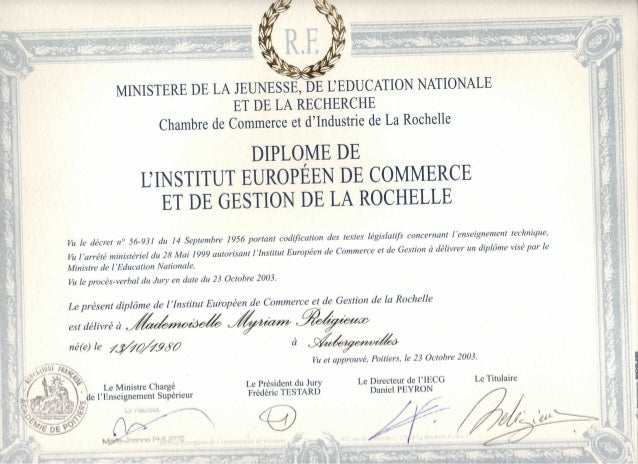 R.F.
MINISTERE DE LA JEUNESSE, DE L'EDUCATION NATIONALE
ET DE LA RECHERCHE
Chambre de Commerce et d'Industrie de La Rochelle
DIPLOME DE
L'INSTITUT EUROPÉEN DE COMMERCE
ET DE GESTION DE LA ROCHELLE
Vu le décret n° 56-931 du 14 Septembre 1956 portant codification des textes législatifs concernant l'enseignement technique,
Vu l'arrêté ministériel du 28 Mai 1999 autorisant l'Institut Européen de Commerce et de Gestion à délivrer un diplôme visé par le
Ministre de l'Education Nationale,
Vu le procès-verbal du Jury en date du 23 Octobre 2003.
Le présent diplôme de l'Institut Européen de Commerce et de Gestion de la Rochelle
est délivré à Mademoiselle Myriam Religieux
né(e) le 13/10/1980 à Aubergenvilles
Vu et approuvé, Poitiers, le 23 Octobre 2003.
RÉPUBLIQUE FRANÇAISE
ACADÉMIE DE POITIERS
Le Ministre Chargé
de l'Enseignement Supérieur
Le Recteur,
Marie-Jeanne PHILIPPE
Le Président du Jury
Frédéric TESTARD
Le Directeur de l'IECG
Daniel PEYRON
Le Titulaire